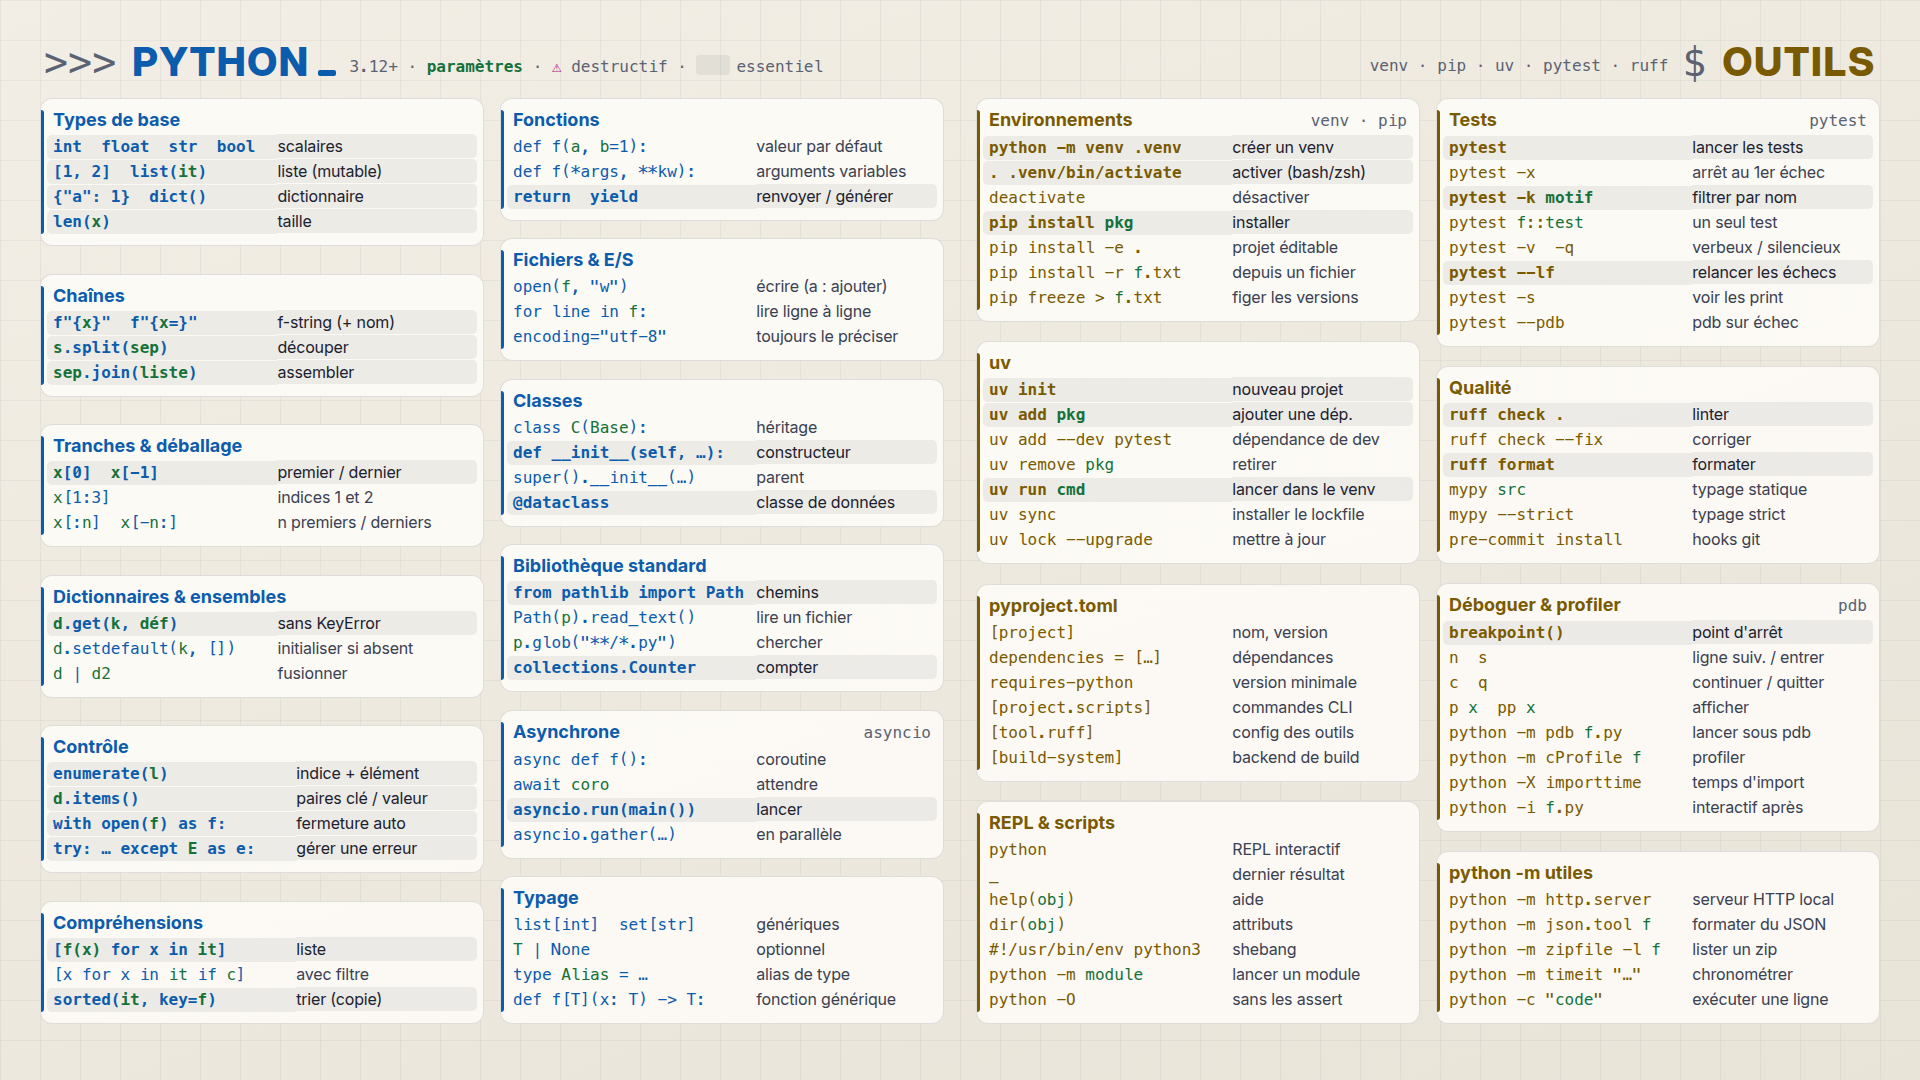 >>> PYTHON_ 3.12+ · paramètres · ⚠ destructif · essentiel
venv · pip · uv · pytest · ruff $ OUTILS
Types de base
int  float  str  bool scalaires
[1, 2]  list(it) liste (mutable)
{"a": 1}  dict() dictionnaire
len(x) taille
Chaînes
f"{x}"  f"{x=}" f-string (+ nom)
s.split(sep) découper
sep.join(liste) assembler
Tranches & déballage
x[0]  x[-1] premier / dernier
x[1:3] indices 1 et 2
x[:n]  x[-n:] n premiers / derniers
Dictionnaires & ensembles
d.get(k, déf) sans KeyError
d.setdefault(k, []) initialiser si absent
d | d2 fusionner
Contrôle
enumerate(l) indice + élément
d.items() paires clé / valeur
with open(f) as f: fermeture auto
try: … except E as e: gérer une erreur
Compréhensions
[f(x) for x in it] liste
[x for x in it if c] avec filtre
sorted(it, key=f) trier (copie)
Fonctions
def f(a, b=1): valeur par défaut
def f(*args, **kw): arguments variables
return  yield renvoyer / générer
Fichiers & E/S
open(f, "w") écrire (a : ajouter)
for line in f: lire ligne à ligne
encoding="utf-8" toujours le préciser
Classes
class C(Base): héritage
def __init__(self, …): constructeur
super().__init__(…) parent
@dataclass classe de données
Bibliothèque standard
from pathlib import Path chemins
Path(p).read_text() lire un fichier
p.glob("**/*.py") chercher
collections.Counter compter
Asynchrone asyncio
async def f(): coroutine
await coro attendre
asyncio.run(main()) lancer
asyncio.gather(…) en parallèle
Typage
list[int]  set[str] génériques
T | None optionnel
type Alias = … alias de type
def f[T](x: T) -> T: fonction générique
Environnements venv · pip
python -m venv .venv créer un venv
. .venv/bin/activate activer (bash/zsh)
deactivate désactiver
pip install pkg installer
pip install -e . projet éditable
pip install -r f.txt depuis un fichier
pip freeze > f.txt figer les versions
uv
uv init nouveau projet
uv add pkg ajouter une dép.
uv add --dev pytest dépendance de dev
uv remove pkg retirer
uv run cmd lancer dans le venv
uv sync installer le lockfile
uv lock --upgrade mettre à jour
pyproject.toml
[project] nom, version
dependencies = […] dépendances
requires-python version minimale
[project.scripts] commandes CLI
[tool.ruff] config des outils
[build-system] backend de build
REPL & scripts
python REPL interactif
_ dernier résultat
help(obj) aide
dir(obj) attributs
#!/usr/bin/env python3 shebang
python -m module lancer un module
python -O sans les assert
Tests pytest
pytest lancer les tests
pytest -x arrêt au 1er échec
pytest -k motif filtrer par nom
pytest f::test un seul test
pytest -v  -q verbeux / silencieux
pytest --lf relancer les échecs
pytest -s voir les print
pytest --pdb pdb sur échec
Qualité
ruff check . linter
ruff check --fix corriger
ruff format formater
mypy src typage statique
mypy --strict typage strict
pre-commit install hooks git
Déboguer & profiler pdb
breakpoint() point d'arrêt
n  s ligne suiv. / entrer
c  q continuer / quitter
p x  pp x afficher
python -m pdb f.py lancer sous pdb
python -m cProfile f profiler
python -X importtime temps d'import
python -i f.py interactif après
python -m utiles
python -m http.server serveur HTTP local
python -m json.tool f formater du JSON
python -m zipfile -l f lister un zip
python -m timeit "…" chronométrer
python -c "code" exécuter une ligne